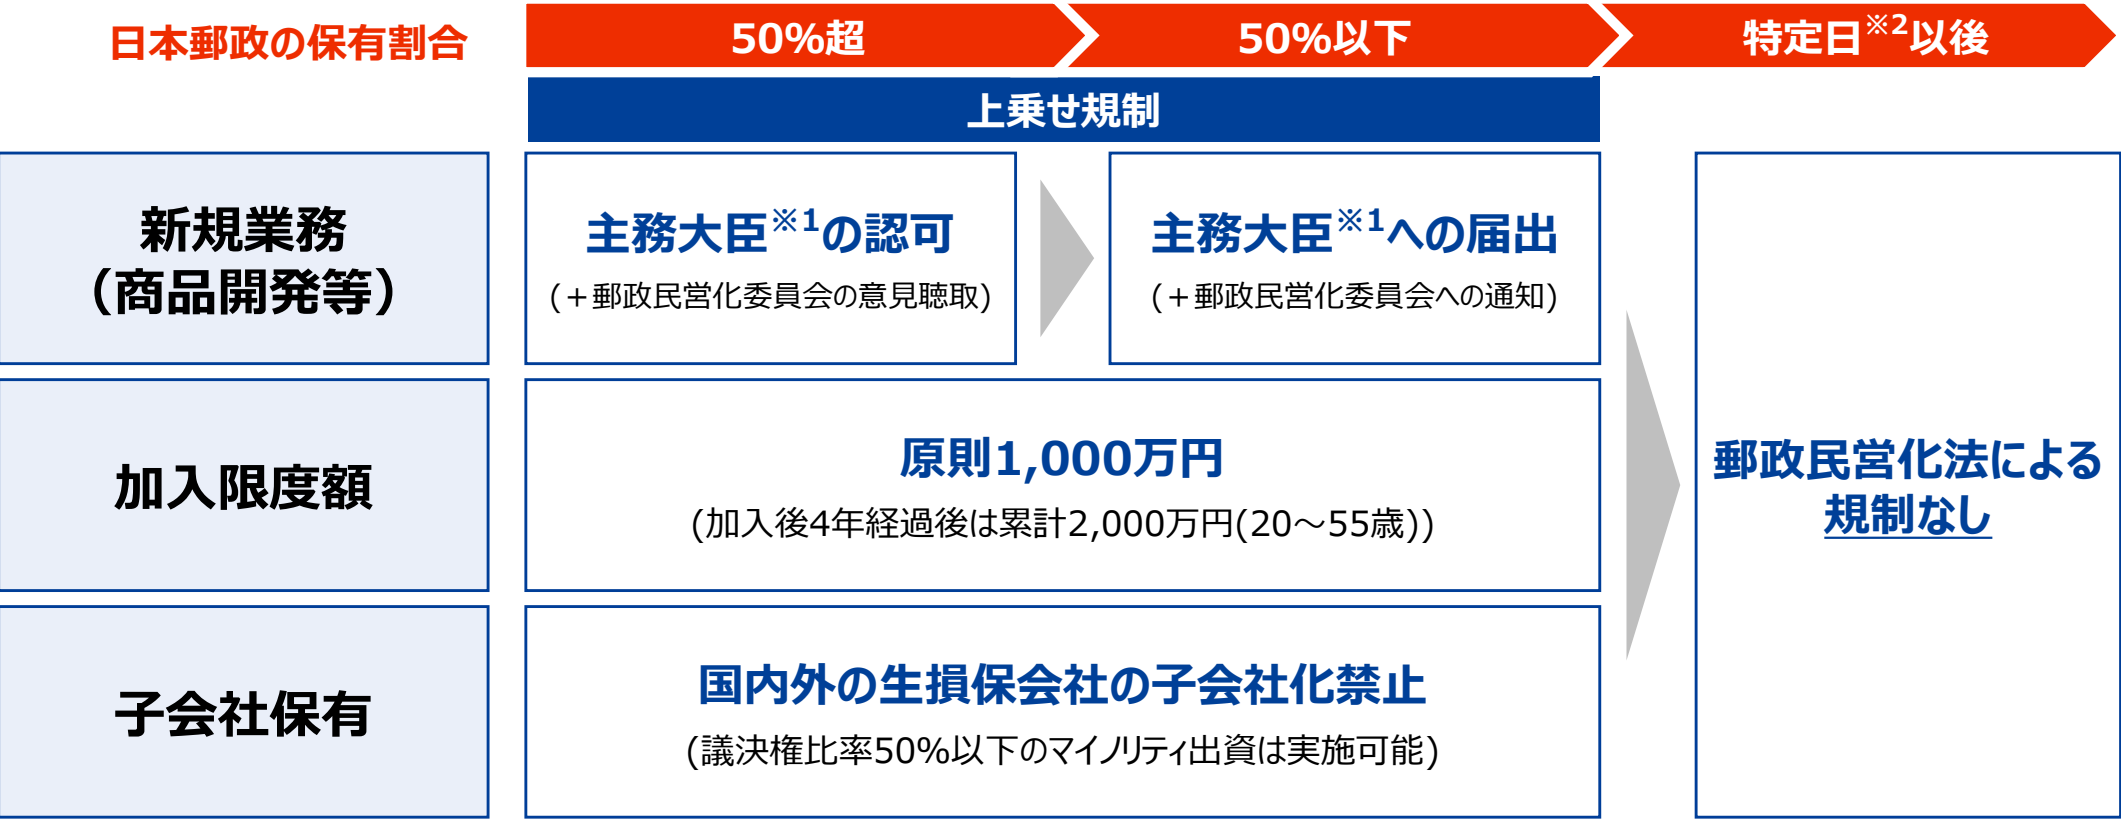 日本郵政の保有割合
50%超
50%以下
特定日※2以後
上乗せ規制
新規業務
（商品開発等）
主務大臣※1の認可
(＋郵政民営化委員会の意見聴取)
主務大臣※1への届出
(＋郵政民営化委員会への通知)
加入限度額
原則1,000万円
(加入後4年経過後は累計2,000万円(20～55歳))
郵政民営化法による
規制なし
子会社保有
国内外の生損保会社の子会社化禁止
(議決権比率50%以下のマイノリティ出資は実施可能)